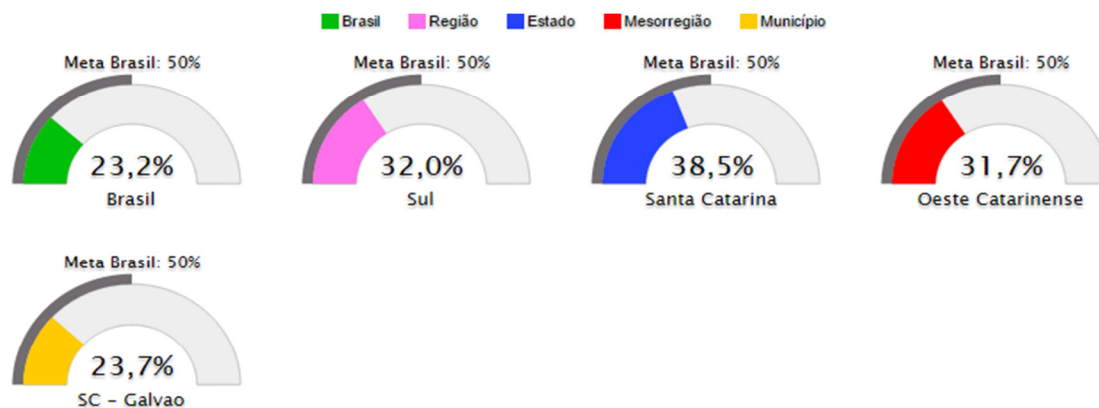 Brasil Região Estado Mesorregião Município
Meta Brasil: 50% Meta Brasil: 50% Meta Brasil: 50% Meta Brasil: 50%
23,2% 32,0% 38,5% 31,7%
Brasil Sul Santa Catarina Oeste Catarinense
Meta Brasil: 50%
23,7%
SC - Galvao